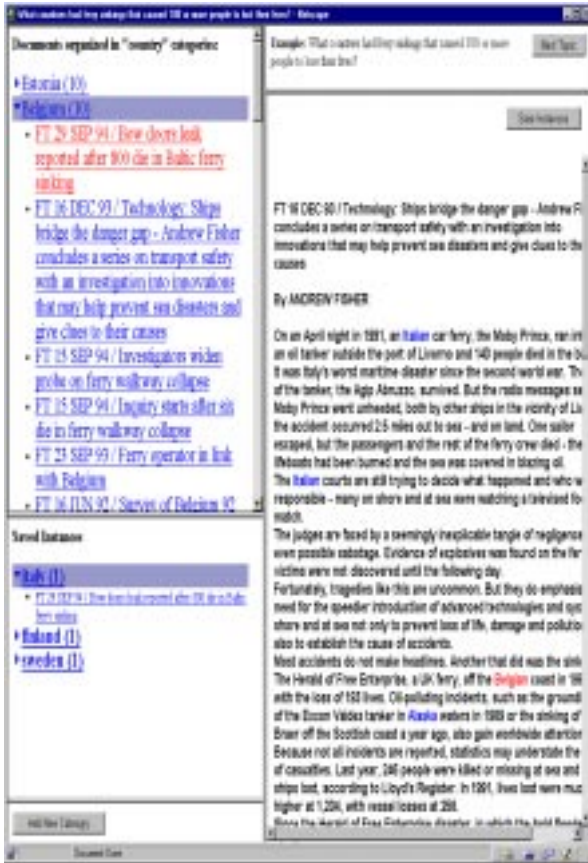 What countries had ferry sinkings that caused 100 or more people to lose their lives? - Netscape
Documents organized in "country" categories:
Estonia (10)
Belgium (10)
FT 29 SEP 94 / Bow doors leak
reported after 800 die in Baltic ferry
sinking
FT 16 DEC 93 / Technology: Ships
bridge the danger gap - Andrew Fisher
concludes a series on transport safety
with an investigation into innovations
that may help prevent sea disasters and
give clues to their causes
FT 15 SEP 94 / Investigators widen
probe on ferry walkway collapse
FT 15 SEP 94 / Inquiry starts after six
die in ferry walkway collapse
FT 23 SEP 93 / Ferry operator in link
with Belgium
FT 16 JUN 92 / Survey of Belgium 92
Saved Instances
Italy (1)
finland (1)
sweden (1)
Add New Category
Document: Done
Example: What countries had ferry sinkings that caused 100 or more
people to lose their lives?
Next Topic
Save Instances
FT 16 DEC 93 / Technology: Ships bridge the danger gap - Andrew F
concludes a series on transport safety with an investigation into
innovations that may help prevent sea disasters and give clues to the
causes
By ANDREW FISHER
On an April night in 1991, an Italian car ferry, the Moby Prince, ran in
an oil tanker outside the port of Livorno and 140 people died in the
It was Italy's worst maritime disaster since the second world war. Th
of the tanker, the Agip Abruzzo, survived. But the radio messages
Moby Prince went unheeded, both by other ships in the vicinity of Li
the accident occurred 2.5 miles out to sea - and on land. One sailor
escaped, but the passengers and the rest of the ferry crew died - the
lifeboats had been burned and the sea was covered in blazing oil.
The Italian courts are still trying to decide what happened and who w
responsible - many on shore and at sea were watching a televised fo
match.
The judges are faced by a seemingly inexplicable tangle of negligence
even possible sabotage. Evidence of explosives was found on the fer
victims were not discovered until the following day.
Fortunately, tragedies like this are uncommon. But they do emphasis
need for the speedier introduction of advanced technologies and sys
shore and at sea not only to prevent loss of life, damage and pollutio
also to establish the cause of accidents.
Most accidents do not make headlines. Another that did was the sink
The Herald of Free Enterprise, a UK ferry, off the Belgian coast in 198
with the loss of 193 lives. Oil-polluting incidents, such as the groundi
of the Exxon Valdez tanker in Alaska waters in 1989 or the sinking of
Braer off the Scottish coast a year ago, also gain worldwide attention
Because not all incidents are reported, statistics may understate the
of casualties. Last year, 246 people were killed or missing at sea and
ships lost, according to Lloyd's Register. In 1991, lives lost were muc
higher at 1,204, with vessel losses at 258.
Since the Herald of Free Enterprise disaster, in which the